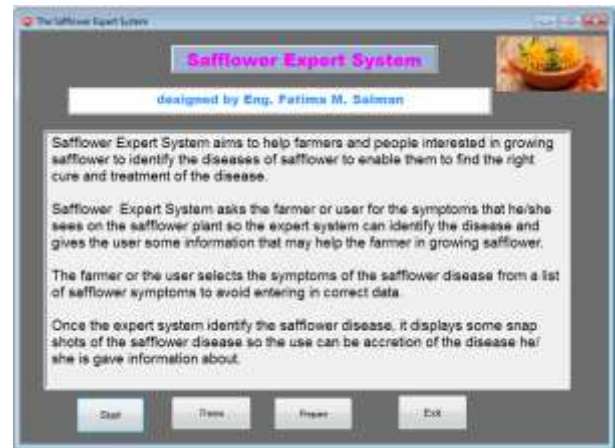 The Safflower Expert System
Safflower Expert System
designed by Eng. Fatima M. Salman
Safflower Expert System aims to help farmers and people interested in growing
safflower to identify the diseases of safflower to enable them to find the right
cure and treatment of the disease.
Safflower Expert System asks the farmer or user for the symptoms that he/she
sees on the safflower plant so the expert system can identify the disease and
gives the user some information that may help the farmer in growing safflower.
The farmer or the user selects the symptoms of the safflower disease from a list
of safflower symptoms to avoid entering in correct data.
Once the expert system identify the safflower disease, it displays some snap
shots of the safflower disease so the use can be accretion of the disease he/
she is gave information about.
Start
Exit